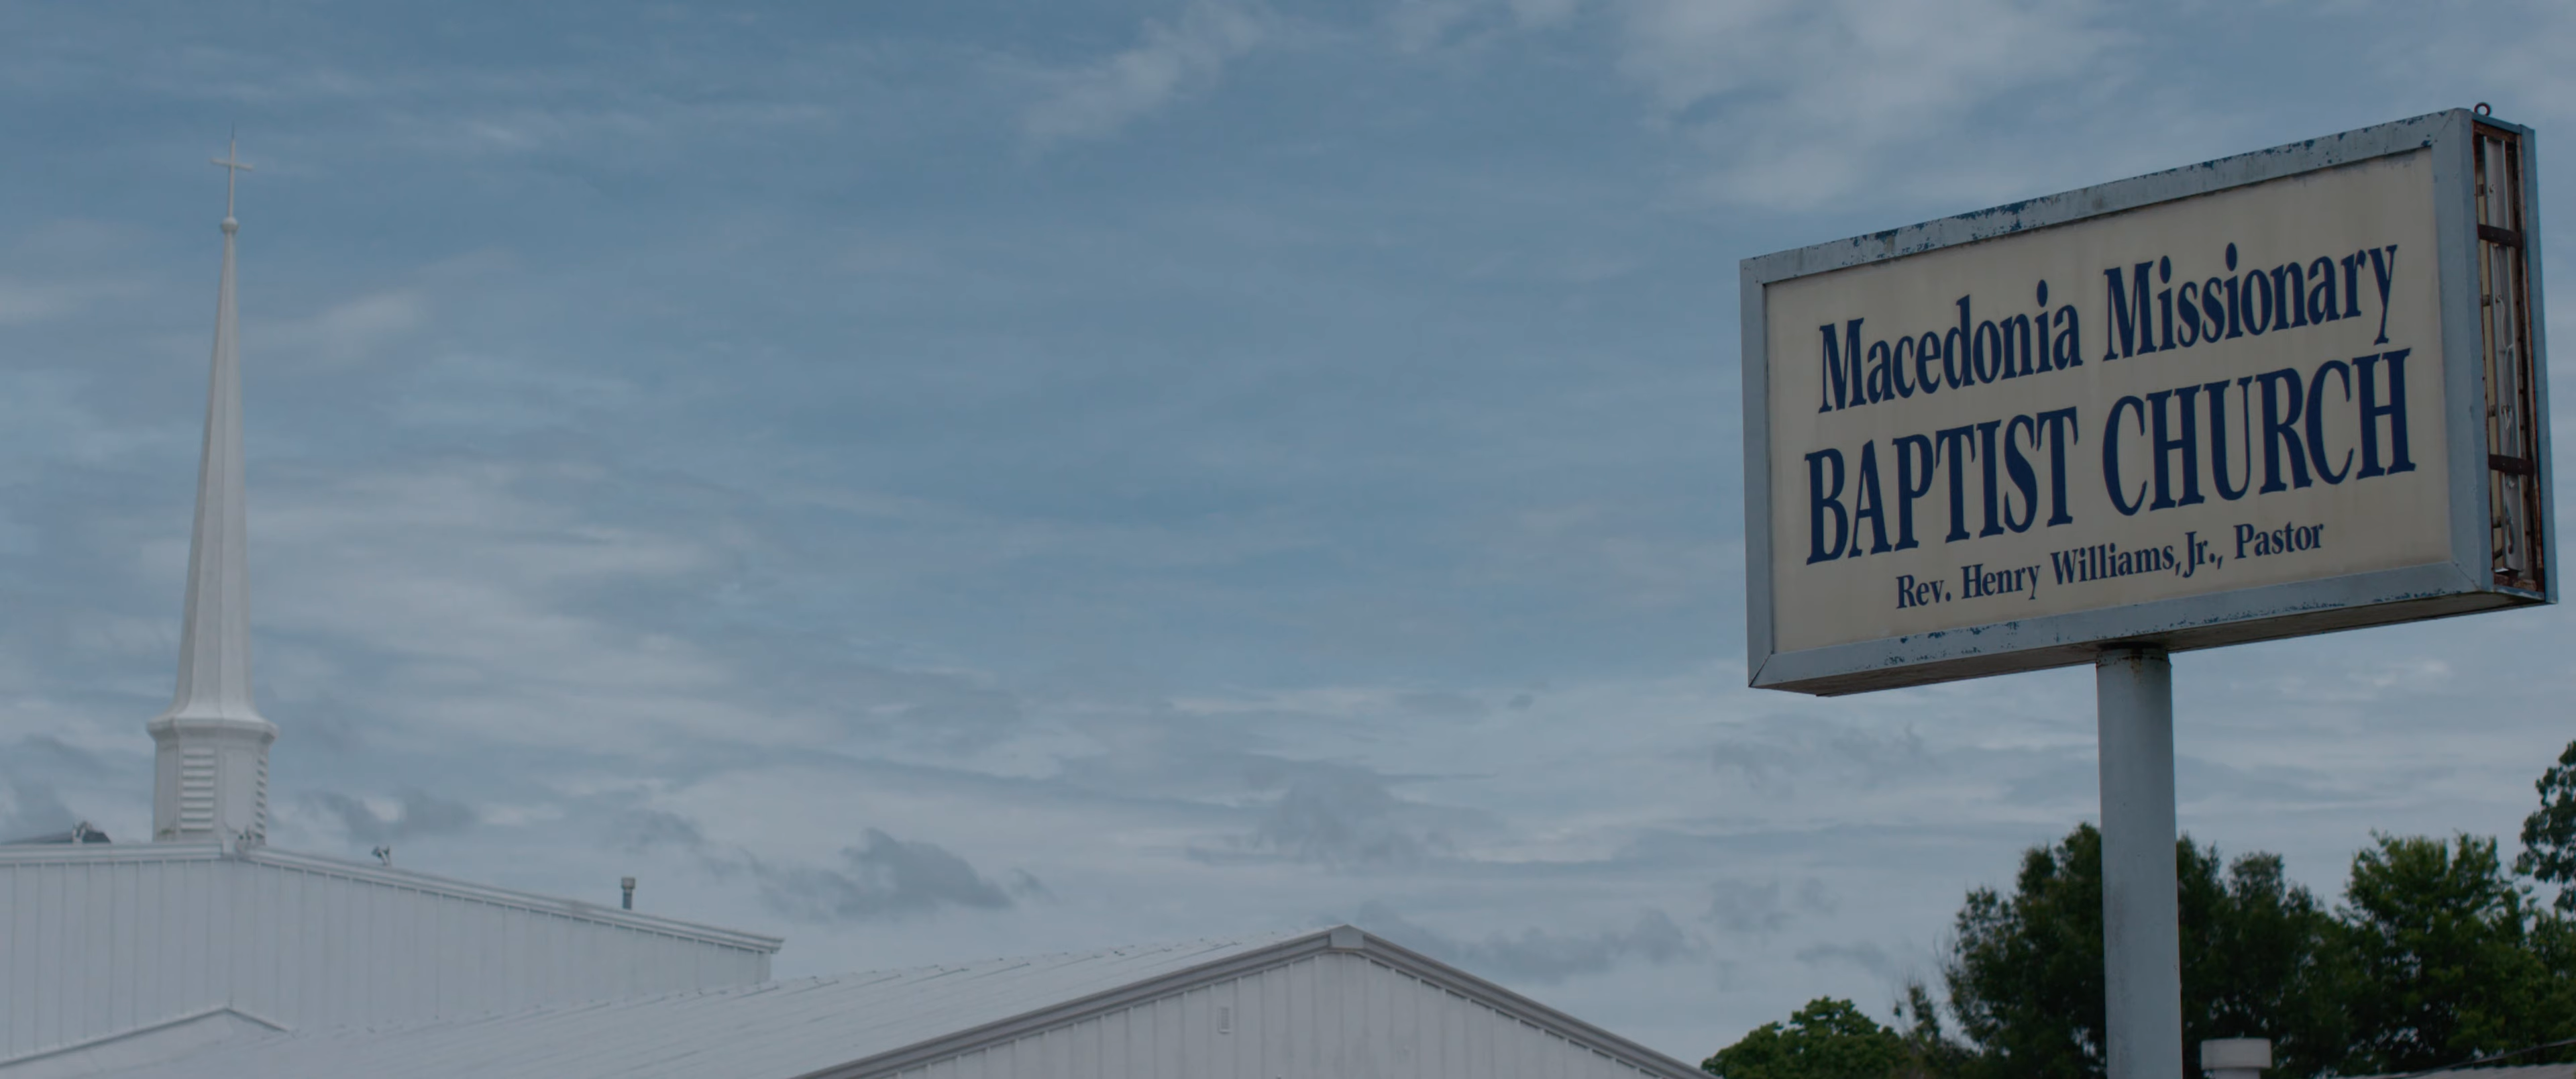 Macedonia Missionary
BAPTIST CHURCH
Rev. Henry Williams, Jr., Pastor